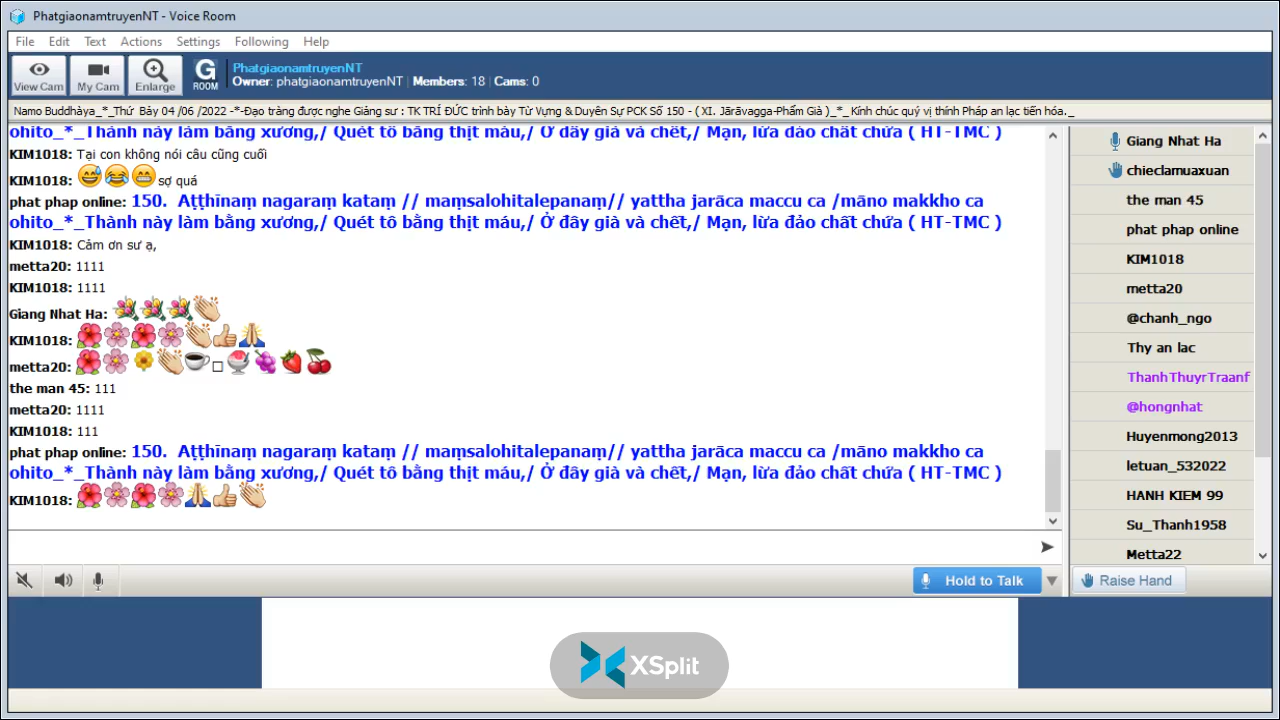 PhatgiaonamtruyenNT - Voice Room
File Edit Text Actions Settings Following Help
View Cam My Cam Enlarge G ROOM
PhatgiaonamtruyenNT
Owner: phatgiaonamtruyenNT | Members: 18 | Cams: 0
Namo Buddhàya_*_Thứ Bảy 04 /06 /2022 -*-Đạo tràng được nghe Giảng sư : TK TRÍ ĐỨC trình bày Từ Vựng & Duyên Sự PCK Số 150 - ( XI. Jārāvagga-Phẩm Già )_*_ Kính chúc quý vị thính Pháp an lạc tiến hóa._
ohito_*_Thành này làm bằng xương,/ Quét tô bằng thịt máu,/ Ở đây già và chết,/ Mạn, lừa đảo chất chứa ( HT-TMC )
KIM1018: Tại con không nói câu cũng cuối
KIM1018: 😅😂😁 sợ quá
phat phap online: 150. Aṭṭhīnaṃ nagaraṃ kataṃ // maṃsalohitalepanaṃ// yattha jarāca maccu ca /māno makkho ca
ohito_*_Thành này làm bằng xương,/ Quét tô bằng thịt máu,/ Ở đây già và chết,/ Mạn, lừa đảo chất chứa ( HT-TMC )
KIM1018: Cảm ơn sư ạ,
metta20: 1111
KIM1018: 1111
Giang Nhat Ha: 💐💐💐👏
KIM1018: 🌺🌸🌺🌸👏👍🙏
metta20: 🌺🌸🌼👏☕□🍨🍇🍓🍒
the man 45: 111
metta20: 1111
KIM1018: 111
phat phap online: 150. Aṭṭhīnaṃ nagaraṃ kataṃ // maṃsalohitalepanaṃ// yattha jarāca maccu ca /māno makkho ca
ohito_*_Thành này làm bằng xương,/ Quét tô bằng thịt máu,/ Ở đây già và chết,/ Mạn, lừa đảo chất chứa ( HT-TMC )
KIM1018: 🌺🌸🌺🌸🙏👍👏
Hold to Talk
Giang Nhat Ha
chieclamuaxuan
the man 45
phat phap online
KIM1018
metta20
@chanh_ngo
Thy an lac
ThanhThuyrTraanf
@hongnhat
Huyenmong2013
letuan_532022
HANH KIEM 99
Su_Thanh1958
Metta22
Raise Hand
XSplit